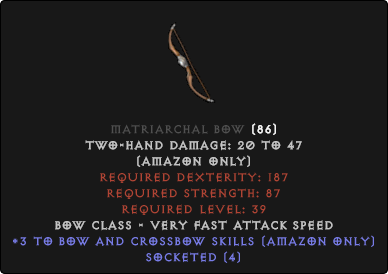 MATRIARCHAL BOW (86)
TWO-HAND DAMAGE: 20 TO 47
(AMAZON ONLY)
REQUIRED DEXTERITY: 187
REQUIRED STRENGTH: 87
REQUIRED LEVEL: 39
BOW CLASS - VERY FAST ATTACK SPEED
+3 TO BOW AND CROSSBOW SKILLS (AMAZON ONLY)
SOCKETED (4)